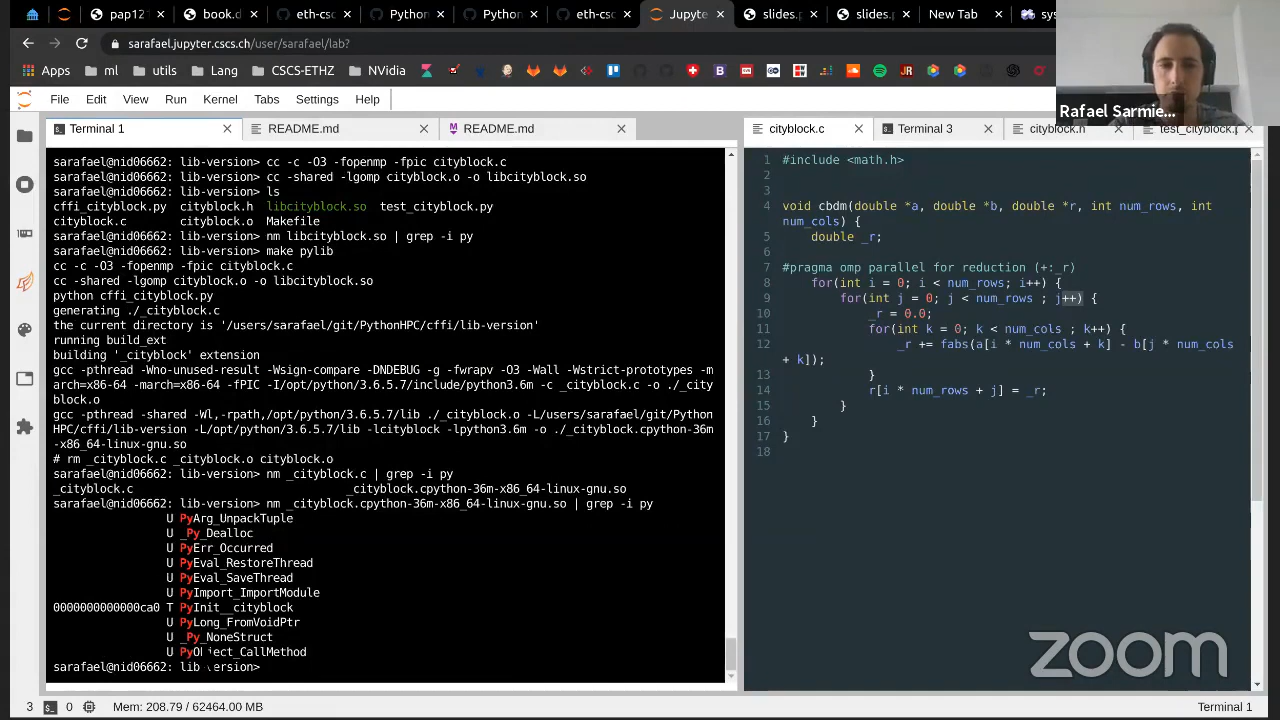 pap121
book.d
eth-csc
Python
Python
eth-csc
Jupyte
slides.p
slides.p
New Tab
sys
sarafael.jupyter.cscs.ch/user/sarafael/lab?
Apps
ml
utils
Lang
CSCS-ETHZ
NVidia
File Edit View Run Kernel Tabs Settings Help
Rafael Sarmie...
Terminal 1
README.md
README.md
cityblock.c
Terminal 3
cityblock.h
test_cityblock.p
sarafael@nid06662: lib-version> cc -c -O3 -fopenmp -fpic cityblock.c
sarafael@nid06662: lib-version> cc -shared -lgomp cityblock.o -o libcityblock.so
sarafael@nid06662: lib-version> ls
cffi_cityblock.py cityblock.h libcityblock.so test_cityblock.py
cityblock.c cityblock.o Makefile
sarafael@nid06662: lib-version> nm libcityblock.so | grep -i py
sarafael@nid06662: lib-version> make pylib
cc -c -O3 -fopenmp -fpic cityblock.c
cc -shared -lgomp cityblock.o -o libcityblock.so
python cffi_cityblock.py
generating ./_cityblock.c
the current directory is '/users/sarafael/git/PythonHPC/cffi/lib-version'
running build_ext
building '_cityblock' extension
gcc -pthread -Wno-unused-result -Wsign-compare -DNDEBUG -g -fwrapv -O3 -Wall -Wstrict-prototypes -m
arch=x86-64 -march=x86-64 -fPIC -I/opt/python/3.6.5.7/include/python3.6m -c _cityblock.c -o ./_city
block.o
gcc -pthread -shared -Wl,-rpath,/opt/python/3.6.5.7/lib ./_cityblock.o -L/users/sarafael/git/Python
HPC/cffi/lib-version -L/opt/python/3.6.5.7/lib -lcityblock -lpython3.6m -o ./_cityblock.cpython-36m
-x86_64-linux-gnu.so
# rm _cityblock.c _cityblock.o cityblock.o
sarafael@nid06662: lib-version> nm _cityblock.c | grep -i py
_cityblock.c _cityblock.cpython-36m-x86_64-linux-gnu.so
sarafael@nid06662: lib-version> nm _cityblock.cpython-36m-x86_64-linux-gnu.so | grep -i py
U PyArg_UnpackTuple
U _Py_Dealloc
U PyErr_Occurred
U PyEval_RestoreThread
U PyEval_SaveThread
U PyImport_ImportModule
0000000000000ca0 T PyInit__cityblock
U PyLong_FromVoidPtr
U _Py_NoneStruct
U PyObject_CallMethod
sarafael@nid06662: lib-version>
1 #include <math.h>
2
3
4 void cbdm(double *a, double *b, double *r, int num_rows, int
num_cols) {
5 double _r;
6
7 #pragma omp parallel for reduction (+:_r)
8 for(int i = 0; i < num_rows; i++) {
9 for(int j = 0; j < num_rows ; j++) {
10 _r = 0.0;
11 for(int k = 0; k < num_cols ; k++) {
12 _r += fabs(a[i * num_cols + k] - b[j * num_cols
+ k]);
13 }
14 r[i * num_rows + j] = _r;
15 }
16 }
17 }
18
zoom
3 0 Mem: 208.79 / 62464.00 MB
Terminal 1